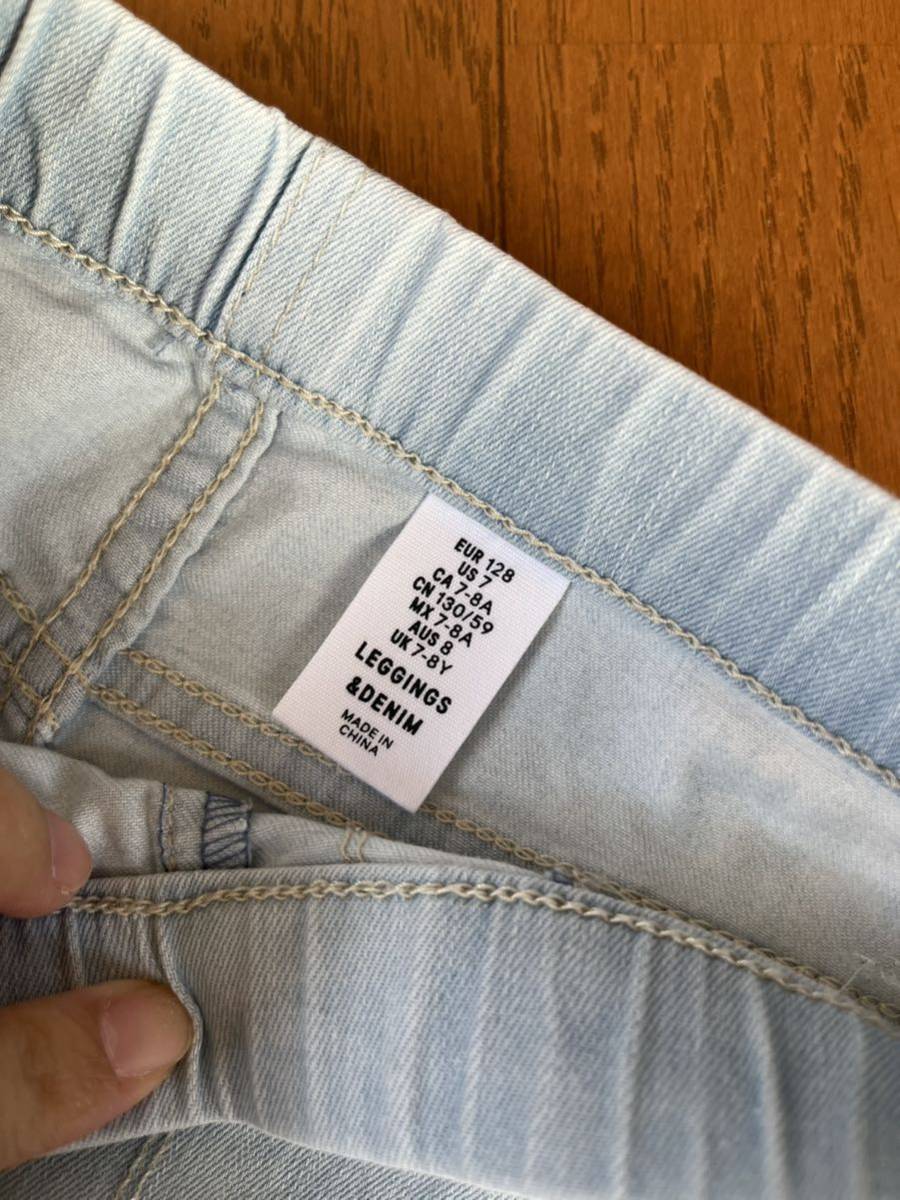 EUR 128
US 7
CA 7-8A
CN 130/59
MX 7-8A
AUS 8
UK 7-8Y
LEGGINGS
&DENIM
MADE IN
CHINA